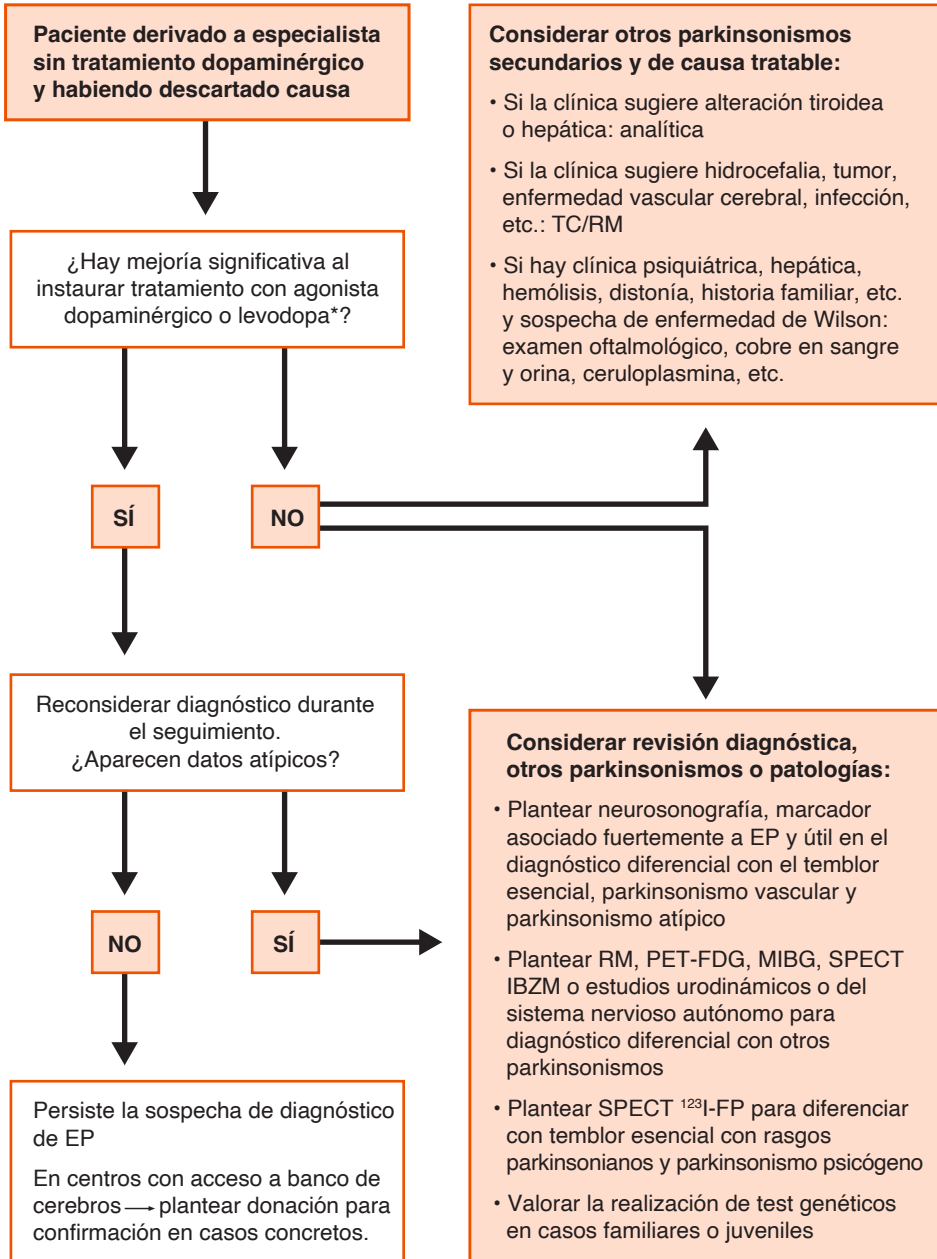 Paciente derivado a especialista
sin tratamiento dopaminérgico
y habiendo descartado causa
¿Hay mejoría significativa al
instaurar tratamiento con agonista
dopaminérgico o levodopa*?
SÍ
NO
Considerar otros parkinsonismos
secundarios y de causa tratable:
• Si la clínica sugiere alteración tiroidea
o hepática: analítica
• Si la clínica sugiere hidrocefalia, tumor,
enfermedad vascular cerebral, infección,
etc.: TC/RM
• Si hay clínica psiquiátrica, hepática,
hemólisis, distonía, historia familiar, etc.
y sospecha de enfermedad de Wilson:
examen oftalmológico, cobre en sangre
y orina, ceruloplasmina, etc.
Reconsiderar diagnóstico durante
el seguimiento.
¿Aparecen datos atípicos?
NO
SÍ
Persiste la sospecha de diagnóstico
de EP
En centros con acceso a banco de
cerebros → plantear donación para
confirmación en casos concretos.
Considerar revisión diagnóstica,
otros parkinsonismos o patologías:
• Plantear neurosonografía, marcador
asociado fuertemente a EP y útil en el
diagnóstico diferencial con el temblor
esencial, parkinsonismo vascular y
parkinsonismo atípico
• Plantear RM, PET-FDG, MIBG, SPECT
IBZM o estudios urodinámicos o del
sistema nervioso autónomo para
diagnóstico diferencial con otros
parkinsonismos
• Plantear SPECT ¹²³I-FP para diferenciar
con temblor esencial con rasgos
parkinsonianos y parkinsonismo psicógeno
• Valorar la realización de test genéticos
en casos familiares o juveniles